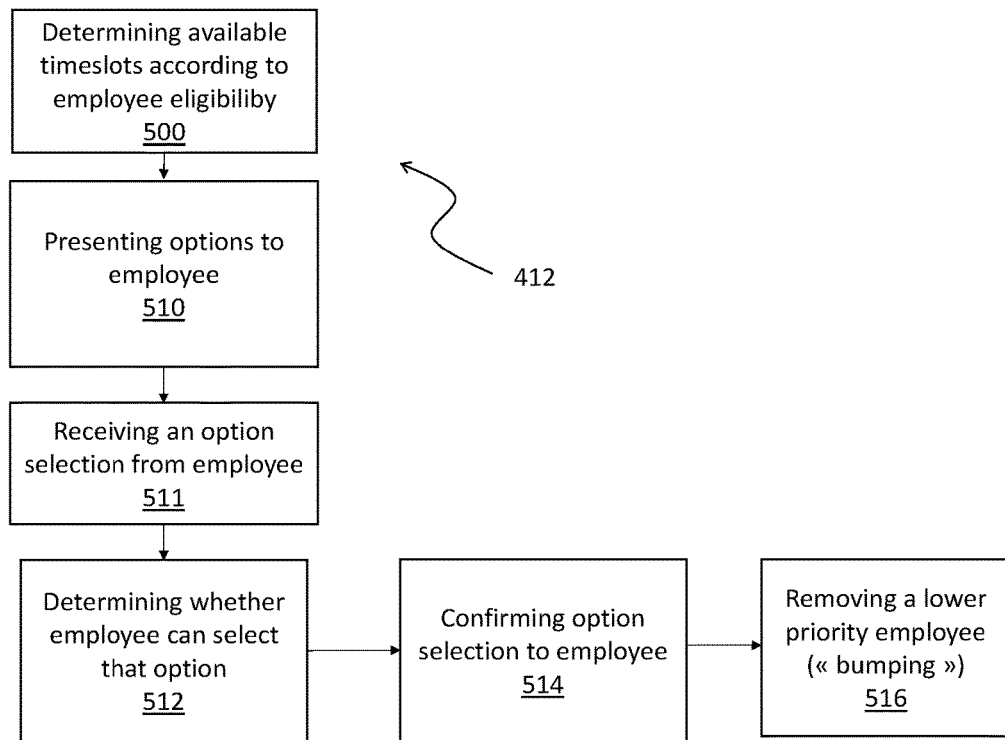 Determining available
timeslots according to
employee eligibiliby
500
Presenting options to
employee
510
412
Receiving an option
selection from employee
511
Determining whether
employee can select
that option
512
Confirming option
selection to employee
514
Removing a lower
priority employee
(« bumping »)
516